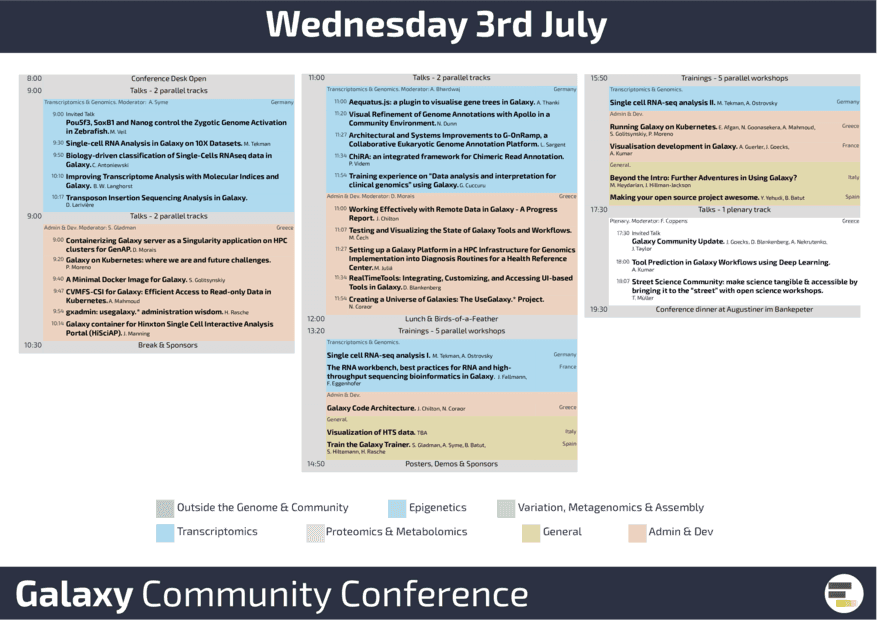 Wednesday 3rd July
8:00 Conference Desk Open
9:00 Talks - 2 parallel tracks
Transcriptomics & Genomics. Moderator: A. Syme Germany
9:00 Invited Talk
Pou5f3, SoxB1 and Nanog control the Zygotic Genome Activation
in Zebrafish. M. Veil
9:30 Single-cell RNA Analysis in Galaxy on 10X Datasets. M. Tekman
9:50 Biology-driven classification of Single-Cells RNAseq data in
Galaxy. C. Antoniewski
10:10 Improving Transcriptome Analysis with Molecular Indices and
Galaxy. B. W. Langhorst
10:17 Transposon Insertion Sequencing Analysis in Galaxy.
D. Larivière
9:00 Talks - 2 parallel tracks
Admin & Dev. Moderator: S. Gladman Greece
9:00 Containerizing Galaxy server as a Singularity application on HPC
clusters for GenAP. D. Morais
9:20 Galaxy on Kubernetes: where we are and future challenges.
P. Moreno
9:40 A Minimal Docker Image for Galaxy. S. Golitsynskiy
9:47 CVMFS-CSI for Galaxy: Efficient Access to Read-only Data in
Kubernetes. A. Mahmoud
9:54 gxadmin: usegalaxy.* administration wisdom. H. Rasche
10:14 Galaxy container for Hinxton Single Cell Interactive Analysis
Portal (HiSCiAP). J. Manning
10:30 Break & Sponsors
11:00 Talks - 2 parallel tracks
Transcriptomics & Genomics. Moderator: A. Bherdwaj Germany
11:00 Aequatus.js: a plugin to visualise gene trees in Galaxy. A. Thanki
11:20 Visual Refinement of Genome Annotations with Apollo in a
Community Environment. N. Dunn
11:27 Architectural and Systems Improvements to G-OnRamp, a
Collaborative Eukaryotic Genome Annotation Platform. L. Sargent
11:34 ChiRA: an integrated framework for Chimeric Read Annotation.
P. Videm
11:54 Training experience on "Data analysis and interpretation for
clinical genomics" using Galaxy. G. Cuccuru
Admin & Dev. Moderator: D. Morais Greece
11:00 Working Effectively with Remote Data in Galaxy - A Progress
Report. J. Chilton
11:07 Testing and Visualizing the State of Galaxy Tools and Workflows.
M. Čech
11:27 Setting up a Galaxy Platform in a HPC Infrastructure for Genomics
Implementation into Diagnosis Routines for a Health Reference
Center. M. Juliá
11:34 RealTimeTools: Integrating, Customizing, and Accessing UI-based
Tools in Galaxy. D. Blankenberg
11:54 Creating a Universe of Galaxies: The UseGalaxy.* Project.
N. Coraor
12:00 Lunch & Birds-of-a-Feather
13:20 Trainings - 5 parallel workshops
Transcriptomics & Genomics.
Single cell RNA-seq analysis I. M. Tekman, A. Ostrovsky Germany
The RNA workbench, best practices for RNA and high- France
throughput sequencing bioinformatics in Galaxy. J. Fallmann,
F. Eggenhofer
Admin & Dev.
Galaxy Code Architecture. J. Chilton, N. Coraor Greece
General.
Visualization of HTS data. TBA Italy
Train the Galaxy Trainer. S. Gladman, A. Syme, B. Batut, Spain
S. Hiltemann, H. Rasche
14:50 Posters, Demos & Sponsors
15:50 Trainings - 5 parallel workshops
Transcriptomics & Genomics.
Single cell RNA-seq analysis II. M. Tekman, A. Ostrovsky Germany
Admin & Dev.
Running Galaxy on Kubernetes. E. Afgan, N. Goonasekera, A. Mahmoud, Greece
S. Golitsynskiy, P. Moreno
Visualisation development in Galaxy. A. Guerler, J. Goecks, France
A. Kumar
General.
Beyond the Intro: Further Adventures in Using Galaxy? Italy
M. Heydarian, J. Hillman-Jackson
Making your open source project awesome. Y. Yehudi, B. Batut Spain
17:30 Talks - 1 plenary track
Plenary. Moderator: F. Coppens Greece
17:30 Invited Talk
Galaxy Community Update. J. Goecks, D. Blankenberg, A. Nekrutenko,
J. Taylor
18:00 Tool Prediction in Galaxy Workflows using Deep Learning.
A. Kumar
18:07 Street Science Community: make science tangible & accessible by
bringing it to the "street" with open science workshops.
T. Müller
19:30 Conference dinner at Augustiner im Bankepeter
Outside the Genome & Community Epigenetics Variation, Metagenomics & Assembly
Transcriptomics Proteomics & Metabolomics General Admin & Dev
Galaxy Community Conference